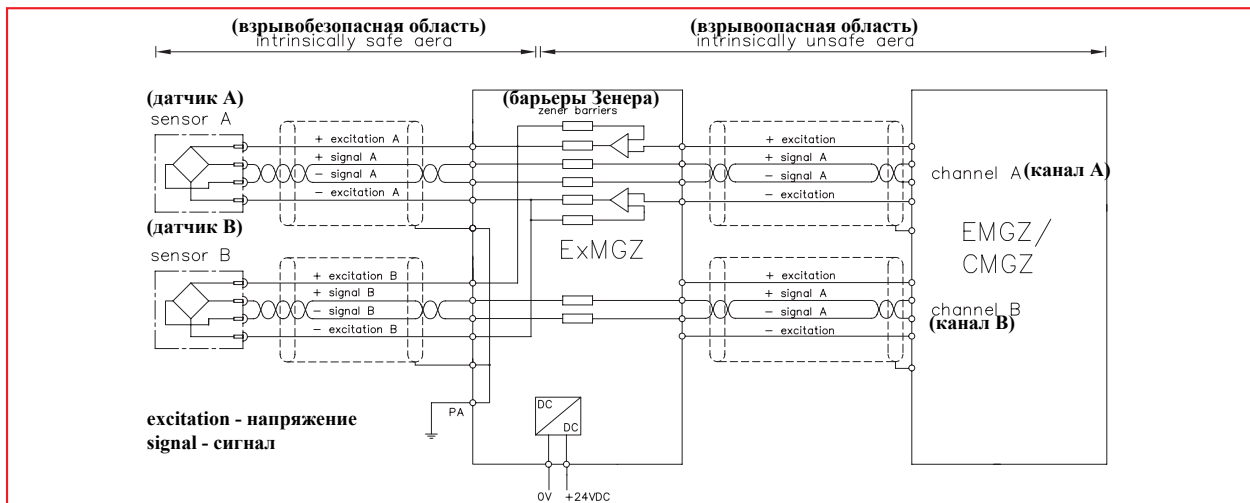 (взрывобезопасная область) (взрывоопасная область)
intrinsically safe aera intrinsically unsafe aera
(датчик А) (барьеры Зенера)
sensor A zener barriers
+ excitation A + excitation
+ signal A + signal A
− signal A − signal A channel A (канал А)
− excitation A − excitation
(датчик В)
sensor B ExMGZ EMGZ/
CMGZ
+ excitation B + excitation
+ signal B + signal A
− signal B − signal A channel B
− excitation B − excitation (канал В)
PA DC
DC
excitation - напряжение
signal - сигнал
0V +24VDC